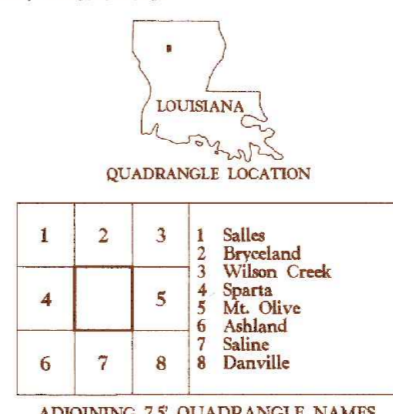 LOUISIANA
QUADRANGLE LOCATION
1 2 3
4 5
6 7 8
1 Salles
2 Bryceland
3 Wilson Creek
4 Sparta
5 Mt. Olive
6 Ashland
7 Saline
8 Danville
ADJOINING 7.5' QUADRANGLE NAMES